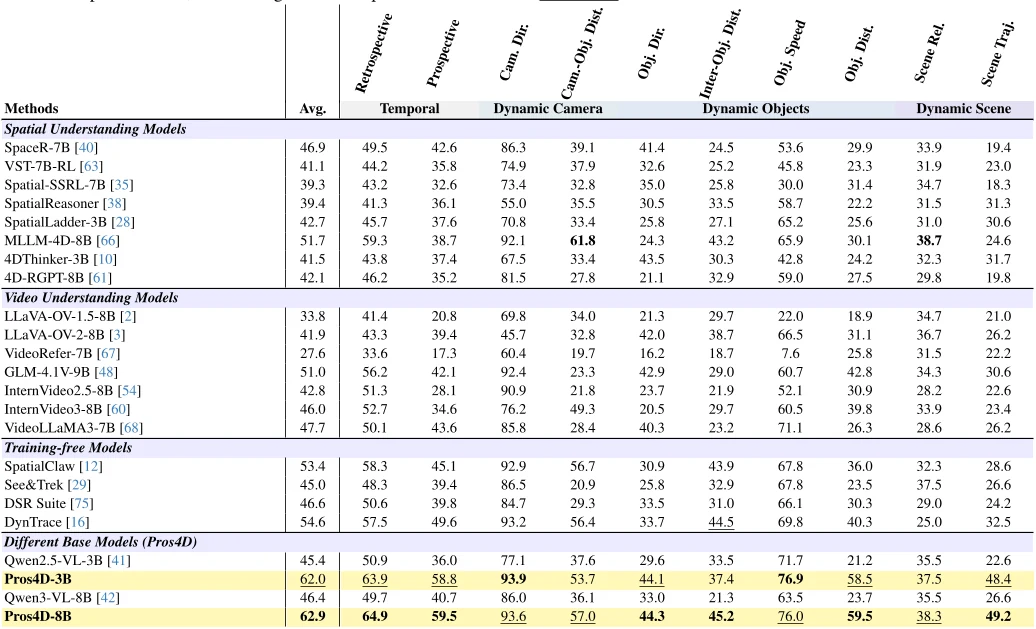 Retrospective Prospective Cam. Dir. Cam.-Obj. Dist. Obj. Dir. Inter-Obj. Dist. Obj. Speed Obj. Dist. Scene Rel. Scene Traj.
Methods Avg. Temporal Dynamic Camera Dynamic Objects Dynamic Scene
Spatial Understanding Models
SpaceR-7B [40] 46.9 49.5 42.6 86.3 39.1 41.4 24.5 53.6 29.9 33.9 19.4
VST-7B-RL [63] 41.1 44.2 35.8 74.9 37.9 32.6 25.2 45.8 23.3 31.9 23.0
Spatial-SSRL-7B [35] 39.3 43.2 32.6 73.4 32.8 35.0 25.8 30.0 31.4 34.7 18.3
SpatialReasoner [38] 39.4 41.3 36.1 55.0 35.5 30.5 33.5 58.7 22.2 31.5 31.3
SpatialLadder-3B [28] 42.7 45.7 37.6 70.8 33.4 25.8 27.1 65.2 25.6 31.0 30.6
MLLM-4D-8B [66] 51.7 59.3 38.7 92.1 61.8 24.3 43.2 65.9 30.1 38.7 24.6
4DThinker-3B [10] 41.5 43.8 37.4 67.5 33.4 43.5 30.3 42.8 24.2 32.3 31.7
4D-RGPT-8B [61] 42.1 46.2 35.2 81.5 27.8 21.1 32.9 59.0 27.5 29.8 19.8
Video Understanding Models
LLaVA-OV-1.5-8B [2] 33.8 41.4 20.8 69.8 34.0 21.3 29.7 22.0 18.9 34.7 21.0
LLaVA-OV-2-8B [3] 41.9 43.3 39.4 45.7 32.8 42.0 38.7 66.5 31.1 36.7 26.2
VideoRefer-7B [67] 27.6 33.6 17.3 60.4 19.7 16.2 18.7 7.6 25.8 31.5 22.2
GLM-4.1V-9B [48] 51.0 56.2 42.1 92.4 23.3 42.9 29.0 60.7 42.8 34.3 30.6
InternVideo2.5-8B [54] 42.8 51.3 28.1 90.9 21.8 23.7 21.9 52.1 30.9 28.2 22.6
InternVideo3-8B [60] 46.0 52.7 34.6 76.2 49.3 20.5 29.7 60.5 39.8 33.9 23.4
VideoLLaMA3-7B [68] 47.7 50.1 43.6 85.8 28.4 40.3 23.2 71.1 26.3 28.6 26.2
Training-free Models
SpatialClaw [12] 53.4 58.3 45.1 92.9 56.7 30.9 43.9 67.8 36.0 32.3 28.6
See&Trek [29] 45.0 48.3 39.4 86.5 20.9 25.8 32.9 67.8 23.5 37.5 26.6
DSR Suite [75] 46.6 50.6 39.8 84.7 29.3 33.5 31.0 66.1 30.3 29.0 24.2
DynTrace [16] 54.6 57.5 49.6 93.2 56.4 33.7 44.5 69.8 40.3 25.0 32.5
Different Base Models (Pros4D)
Qwen2.5-VL-3B [41] 45.4 50.9 36.0 77.1 37.6 29.6 33.5 71.7 21.2 35.5 22.6
Pros4D-3B 62.0 63.9 58.8 93.9 53.7 44.1 37.4 76.9 58.5 37.5 48.4
Qwen3-VL-8B [42] 46.4 49.7 40.7 86.0 36.1 33.0 21.3 63.5 23.7 35.5 26.6
Pros4D-8B 62.9 64.9 59.5 93.6 57.0 44.3 45.2 76.0 59.5 38.3 49.2